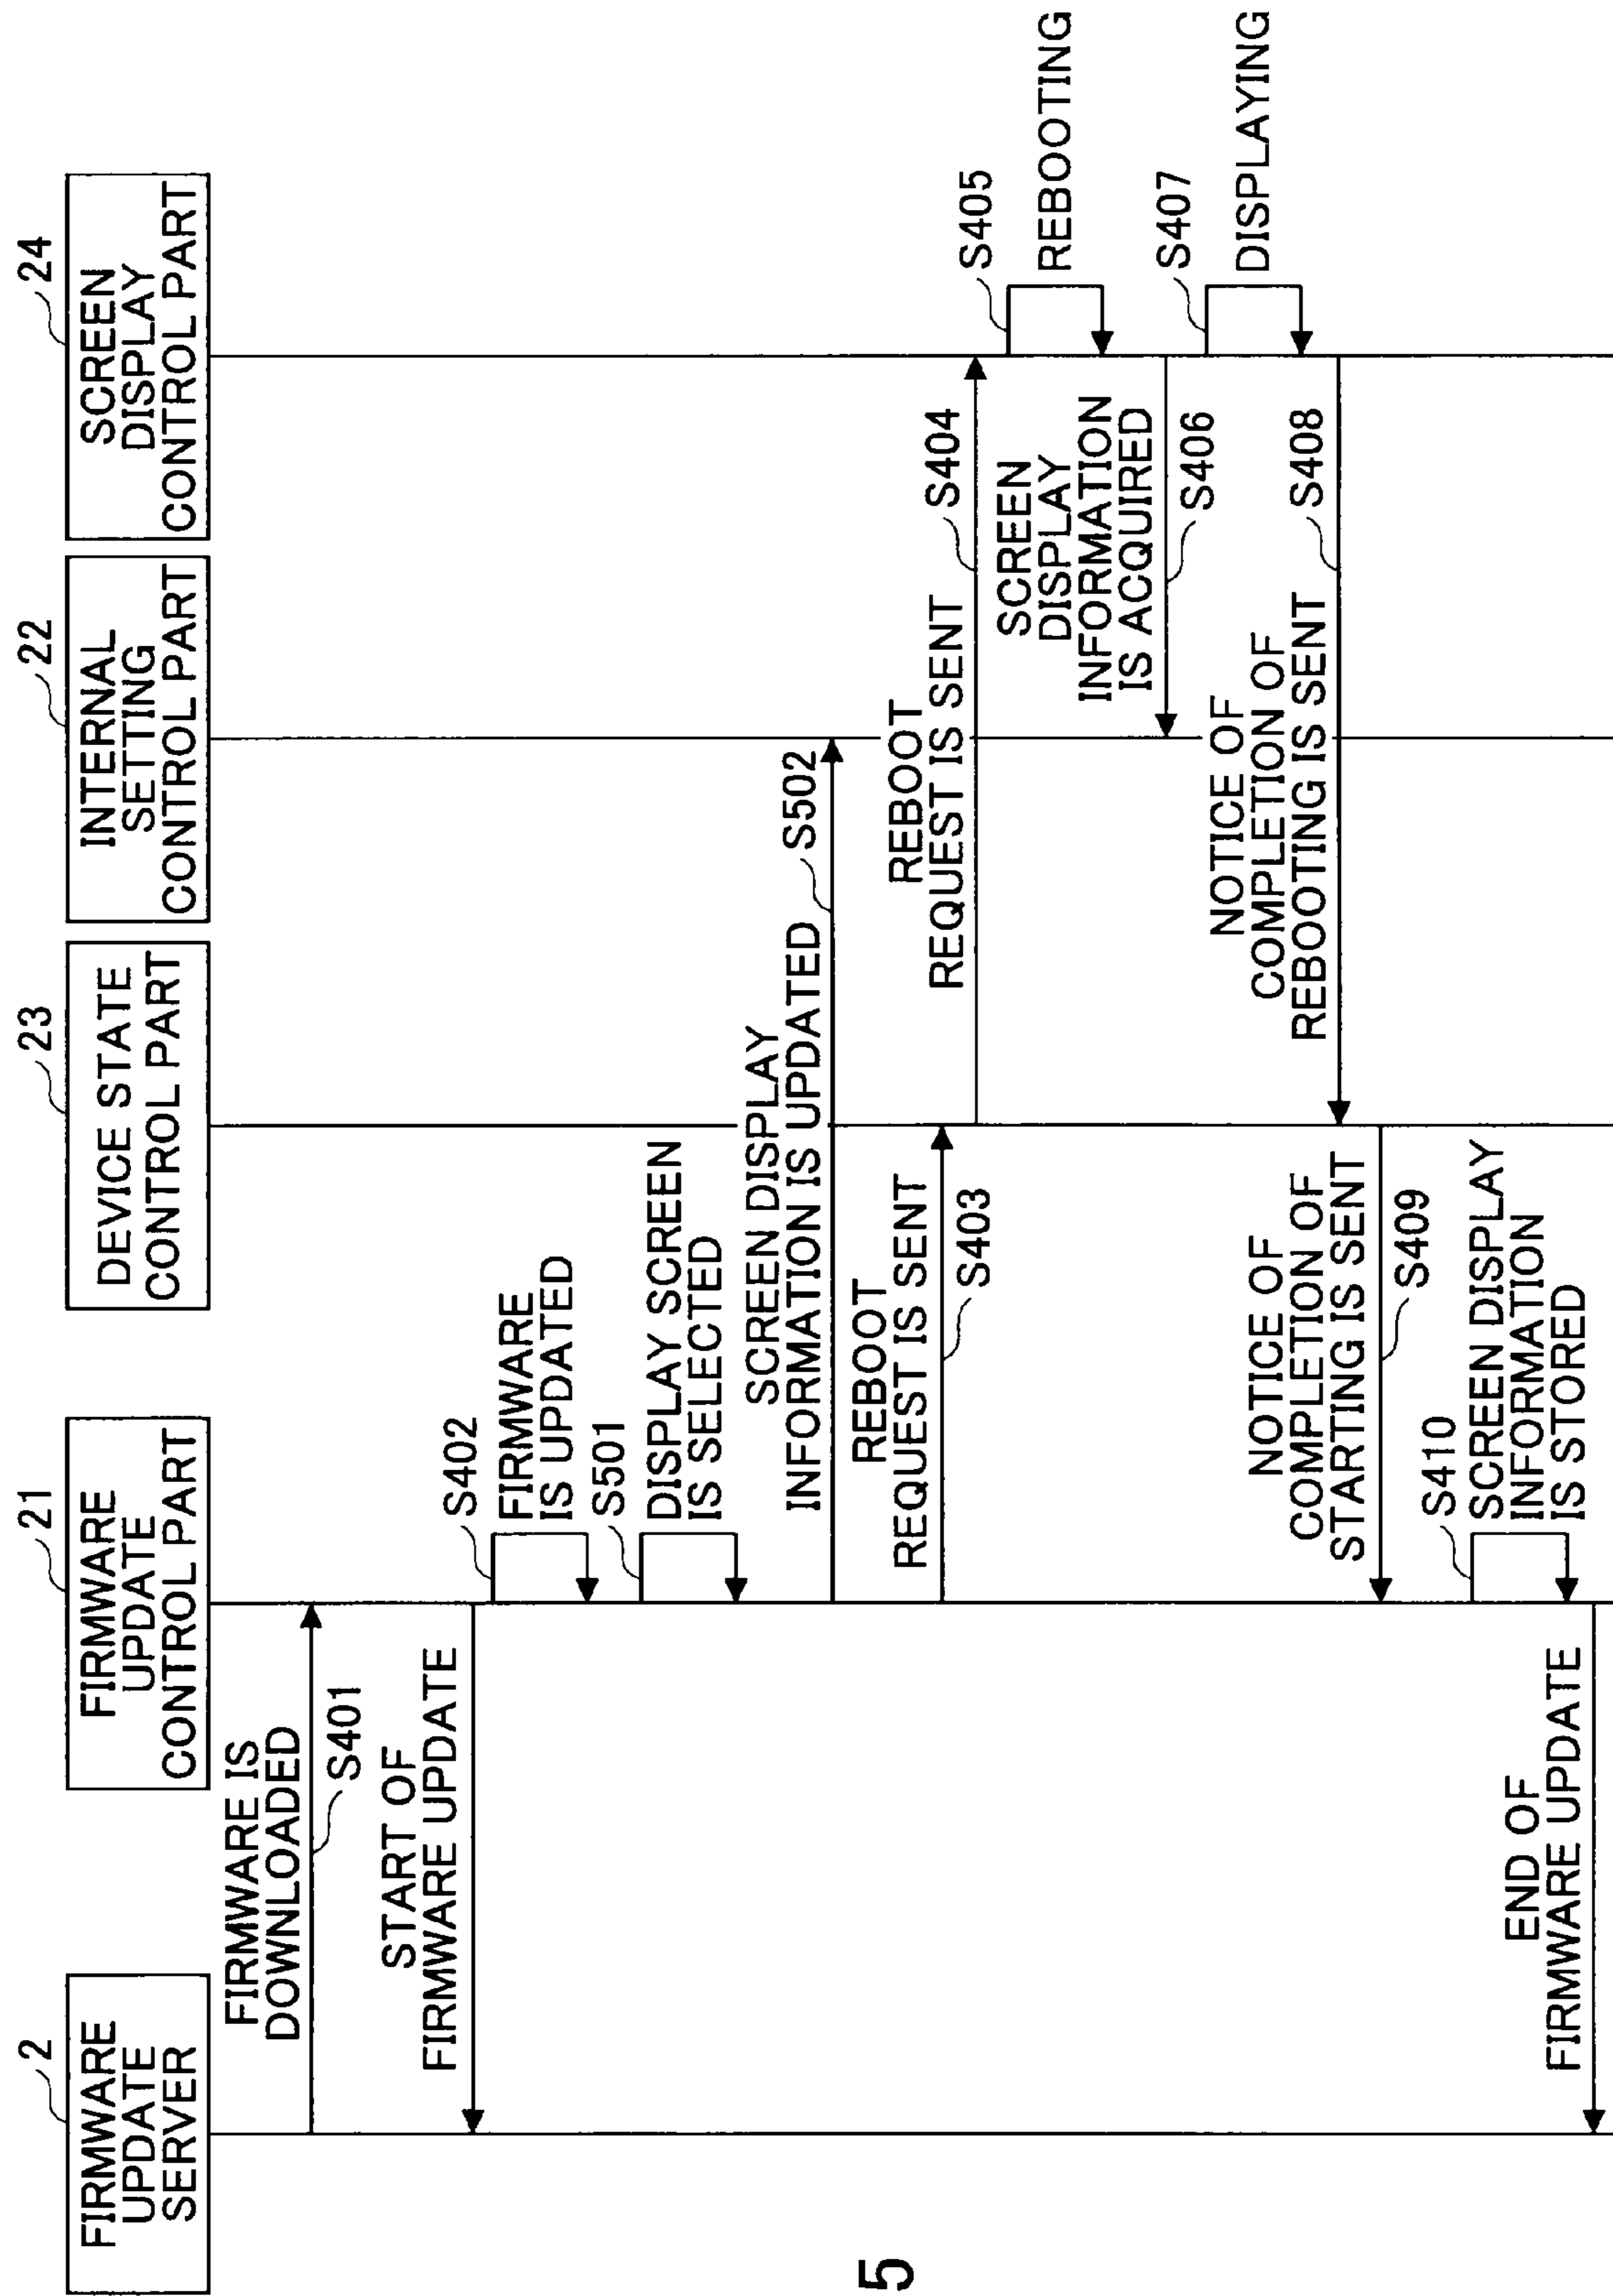 2
FIRMWARE
UPDATE
SERVER
21
FIRMWARE
UPDATE
CONTROL PART
23
DEVICE STATE
CONTROL PART
22
INTERNAL
SETTING
CONTROL PART
24
SCREEN
DISPLAY
CONTROL PART
FIRMWARE IS
DOWNLOADED
S401
START OF
FIRMWARE UPDATE
S402
FIRMWARE
IS UPDATED
S501
DISPLAY SCREEN
IS SELECTED
SCREEN DISPLAY
INFORMATION IS UPDATED
S502
REBOOT
REQUEST IS SENT
S403
REBOOT
REQUEST IS SENT
S404
S405
REBOOTING
SCREEN
DISPLAY
INFORMATION
IS ACQUIRED
S406
S407
DISPLAYING
NOTICE OF
COMPLETION OF
REBOOTING IS SENT
S408
NOTICE OF
COMPLETION OF
STARTING IS SENT
S409
S410
SCREEN DISPLAY
INFORMATION
IS STORED
END OF
FIRMWARE UPDATE
5